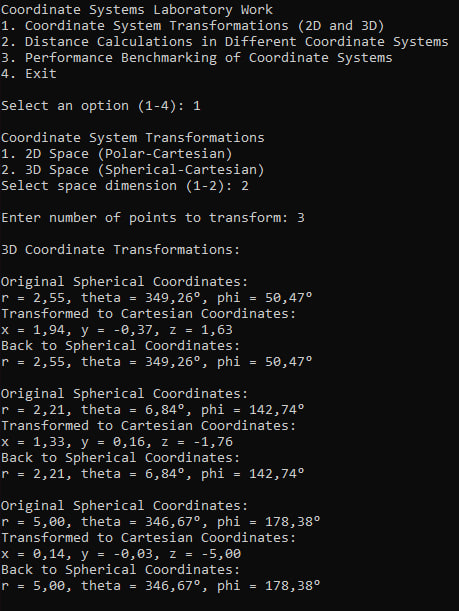 Coordinate Systems Laboratory Work
1. Coordinate System Transformations (2D and 3D)
2. Distance Calculations in Different Coordinate Systems
3. Performance Benchmarking of Coordinate Systems
4. Exit
Select an option (1-4): 1
Coordinate System Transformations
1. 2D Space (Polar-Cartesian)
2. 3D Space (Spherical-Cartesian)
Select space dimension (1-2): 2
Enter number of points to transform: 3
3D Coordinate Transformations:
Original Spherical Coordinates:
r = 2,55, theta = 349,26°, phi = 50,47°
Transformed to Cartesian Coordinates:
x = 1,94, y = -0,37, z = 1,63
Back to Spherical Coordinates:
r = 2,55, theta = 349,26°, phi = 50,47°
Original Spherical Coordinates:
r = 2,21, theta = 6,84°, phi = 142,74°
Transformed to Cartesian Coordinates:
x = 1,33, y = 0,16, z = -1,76
Back to Spherical Coordinates:
r = 2,21, theta = 6,84°, phi = 142,74°
Original Spherical Coordinates:
r = 5,00, theta = 346,67°, phi = 178,38°
Transformed to Cartesian Coordinates:
x = 0,14, y = -0,03, z = -5,00
Back to Spherical Coordinates:
r = 5,00, theta = 346,67°, phi = 178,38°